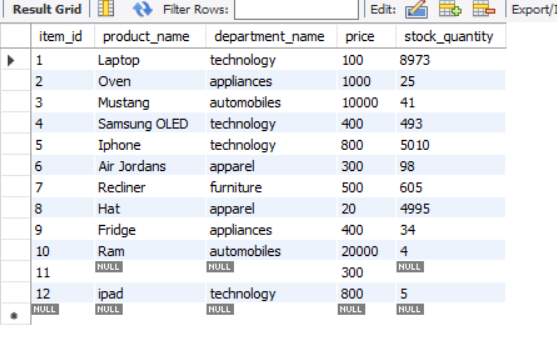 Result Grid Filter Rows: Edit: Export/I
item_id product_name department_name price stock_quantity
1 Laptop technology 100 8973
2 Oven appliances 1000 25
3 Mustang automobiles 10000 41
4 Samsung OLED technology 400 493
5 Iphone technology 800 5010
6 Air Jordans apparel 300 98
7 Recliner furniture 500 605
8 Hat apparel 20 4995
9 Fridge appliances 400 34
10 Ram automobiles 20000 4
11 NULL NULL 300 NULL
12 ipad technology 800 5
NULL NULL NULL NULL NULL